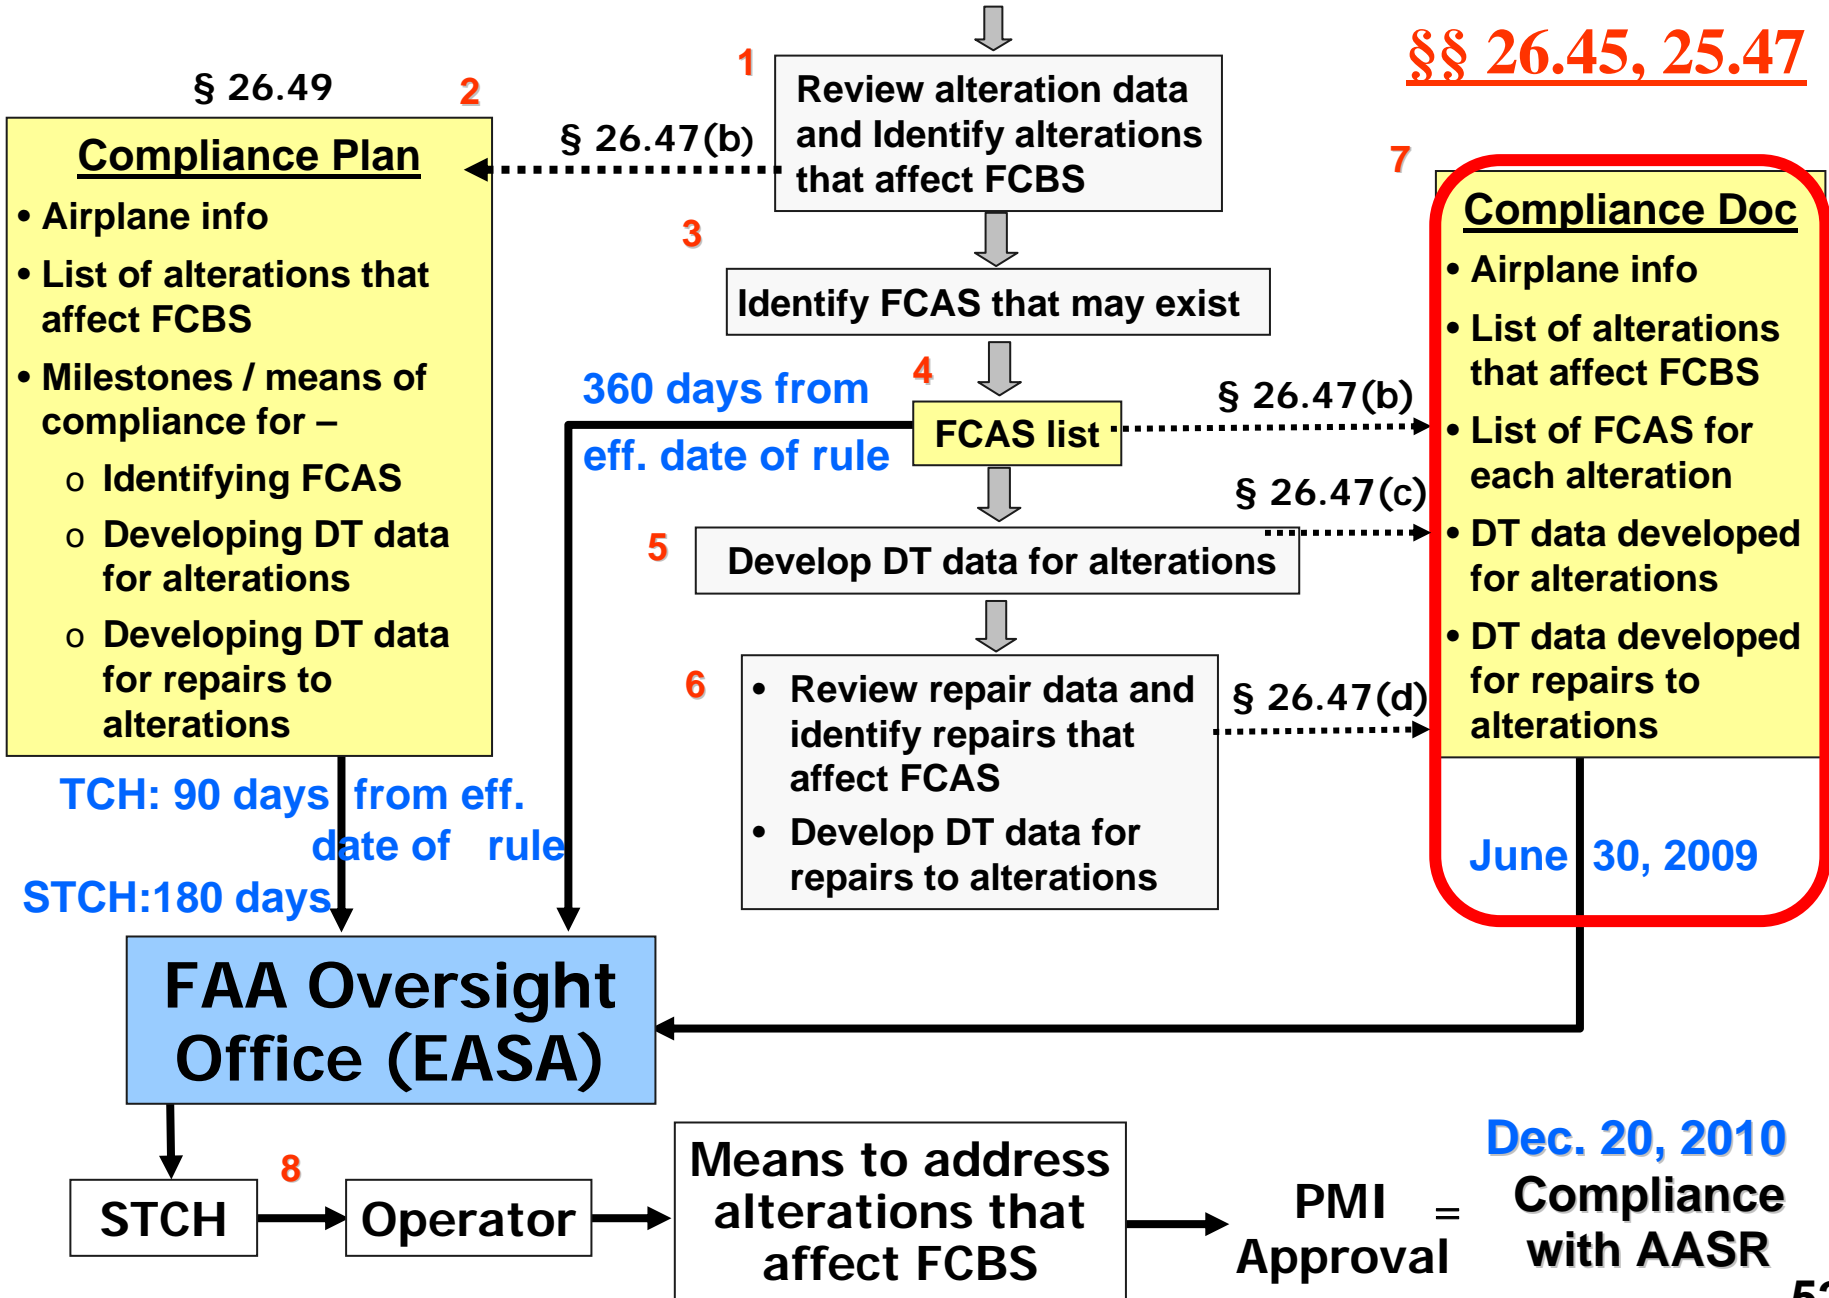 §§ 26.45, 25.47
1
Review alteration data
and Identify alterations
that affect FCBS
§ 26.49
2
§ 26.47(b)
Compliance Plan
• Airplane info
• List of alterations that
affect FCBS
• Milestones / means of
compliance for –
o Identifying FCAS
o Developing DT data
for alterations
o Developing DT data
for repairs to
alterations
TCH: 90 days from eff.
date of rule
STCH:180 days
3
Identify FCAS that may exist
4
360 days from
eff. date of rule
FCAS list
§ 26.47(b)
§ 26.47(c)
5
Develop DT data for alterations
6
• Review repair data and
identify repairs that
affect FCAS
• Develop DT data for
repairs to alterations
§ 26.47(d)
7
Compliance Doc
• Airplane info
• List of alterations
that affect FCBS
• List of FCAS for
each alteration
• DT data developed
for alterations
• DT data developed
for repairs to
alterations
June 30, 2009
FAA Oversight
Office (EASA)
STCH
8
Operator
Means to address
alterations that
affect FCBS
PMI
Approval
=
Dec. 20, 2010
Compliance
with AASR